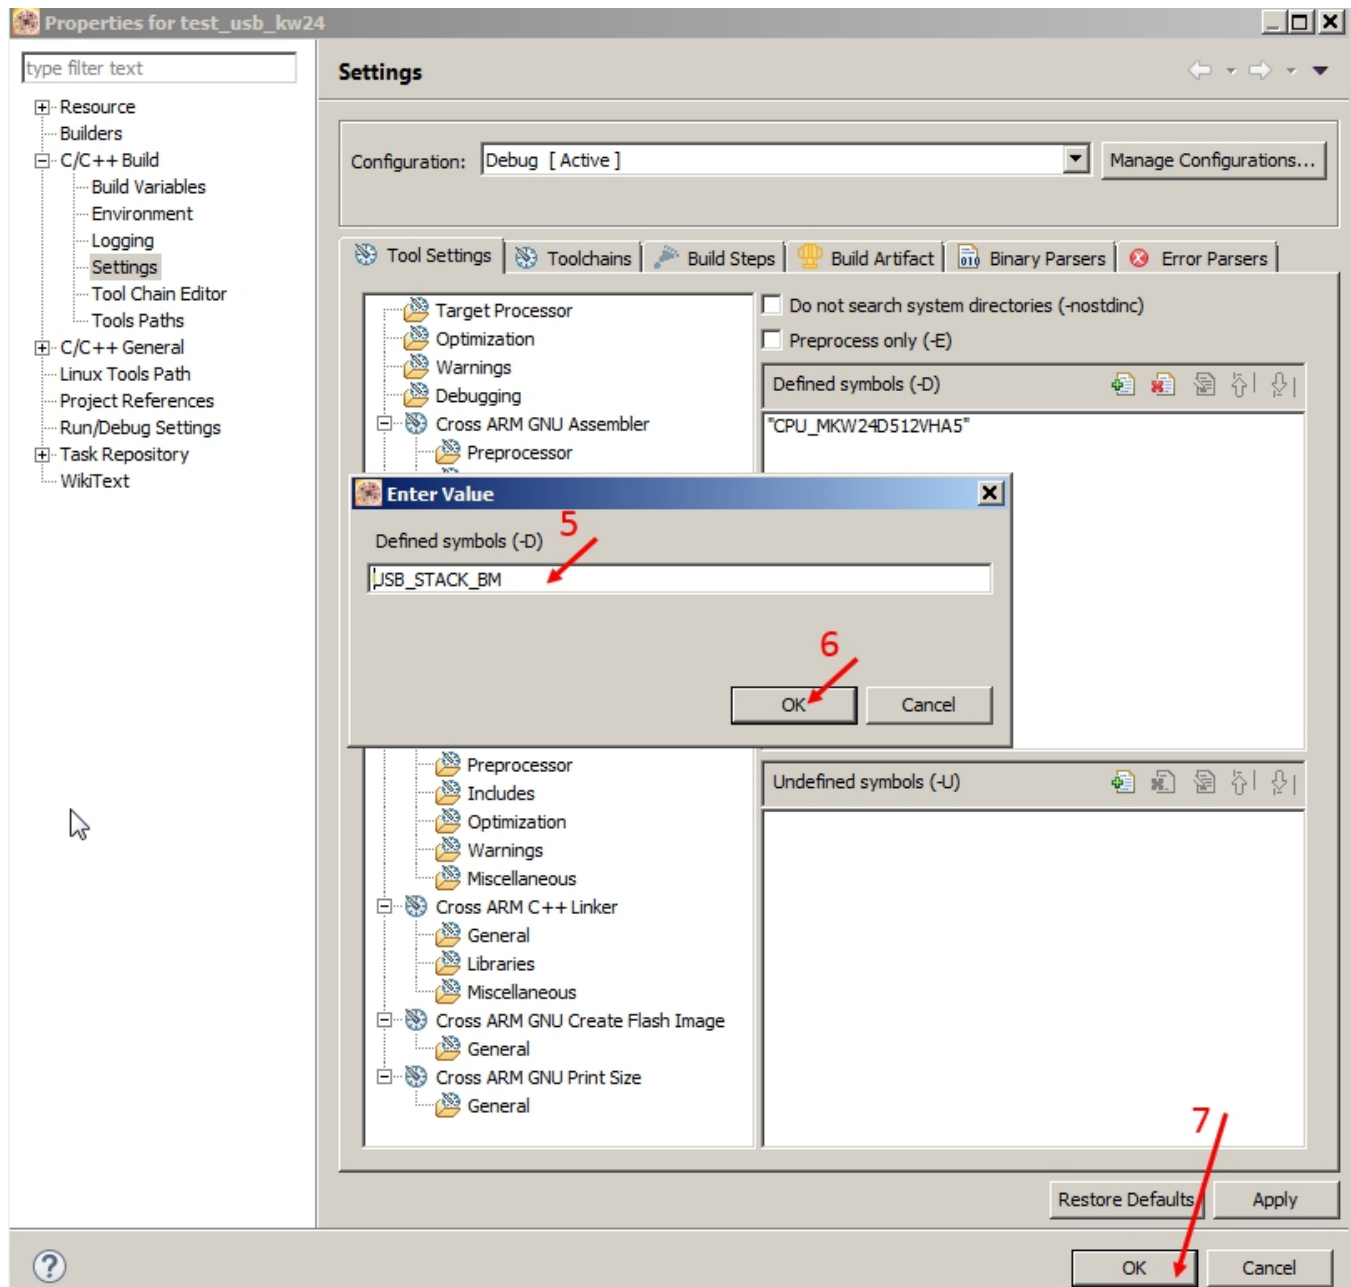 Properties for test_usb_kw24
type filter text
Resource
Builders
C/C++ Build
Build Variables
Environment
Logging
Settings
Tool Chain Editor
Tools Paths
C/C++ General
Linux Tools Path
Project References
Run/Debug Settings
Task Repository
WikiText
Settings
Configuration: Debug [ Active ] Manage Configurations...
Tool Settings Toolchains Build Steps Build Artifact Binary Parsers Error Parsers
Target Processor
Optimization
Warnings
Debugging
Cross ARM GNU Assembler
Preprocessor
Do not search system directories (-nostdinc)
Preprocess only (-E)
Defined symbols (-D)
"CPU_MKW24D512VHA5"
Enter Value
5
Defined symbols (-D)
USB_STACK_BM
6
OK Cancel
Preprocessor
Includes
Optimization
Warnings
Miscellaneous
Cross ARM C++ Linker
General
Libraries
Miscellaneous
Cross ARM GNU Create Flash Image
General
Cross ARM GNU Print Size
General
Undefined symbols (-U)
7
Restore Defaults Apply
? OK Cancel